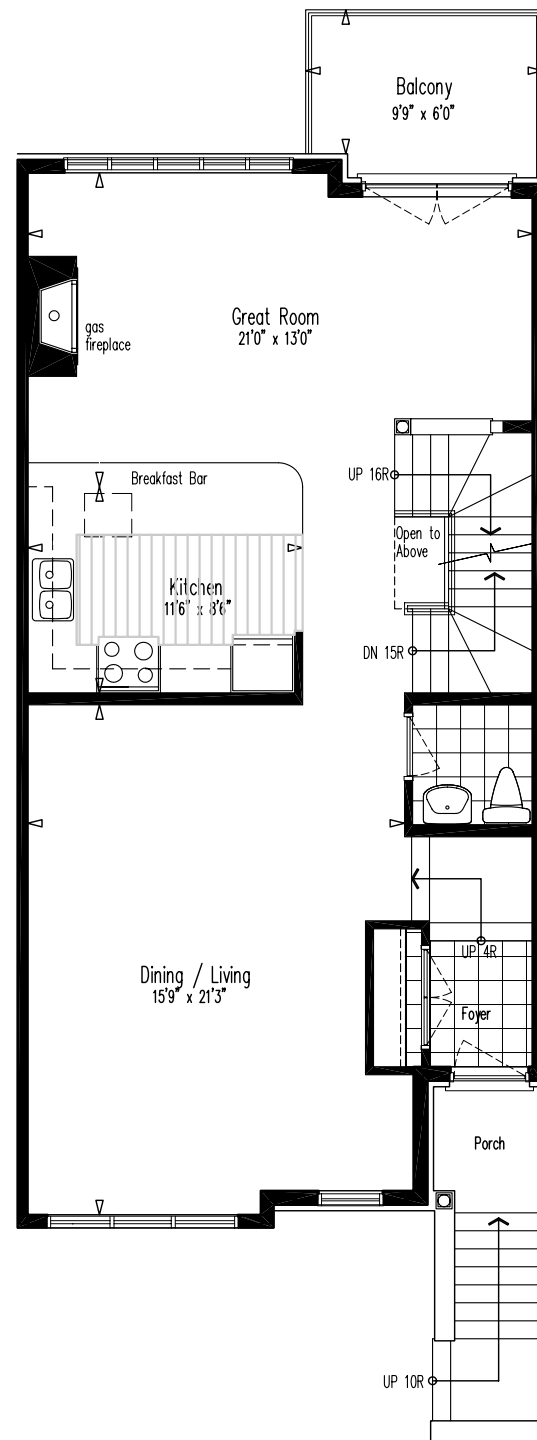 Balcony
9'9" x 6'0"
Great Room
21'0" x 13'0"
gas
fireplace
UP 16R
Breakfast Bar
Open to
Above
Kitchen
11'6" x 8'6"
DN 15R
UP 4R
Dining / Living
15'9" x 21'3"
Foyer
Porch
UP 10R